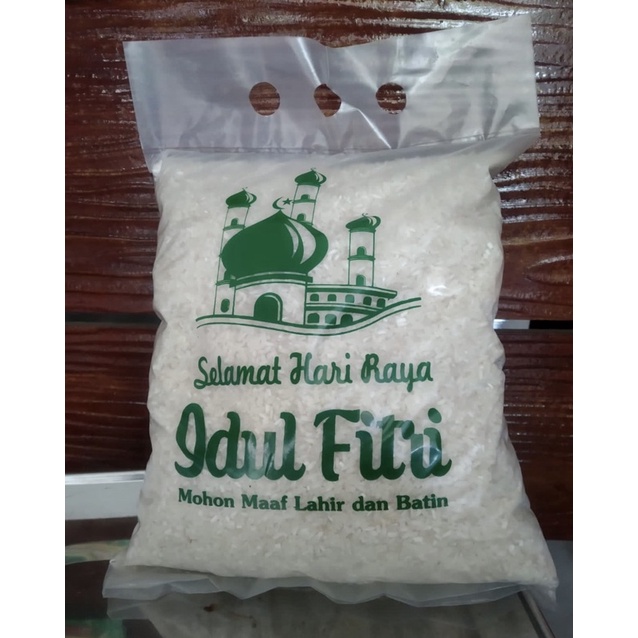 Selamat Hari Raya
Idul Fitri
Mohon Maaf Lahir dan Batin